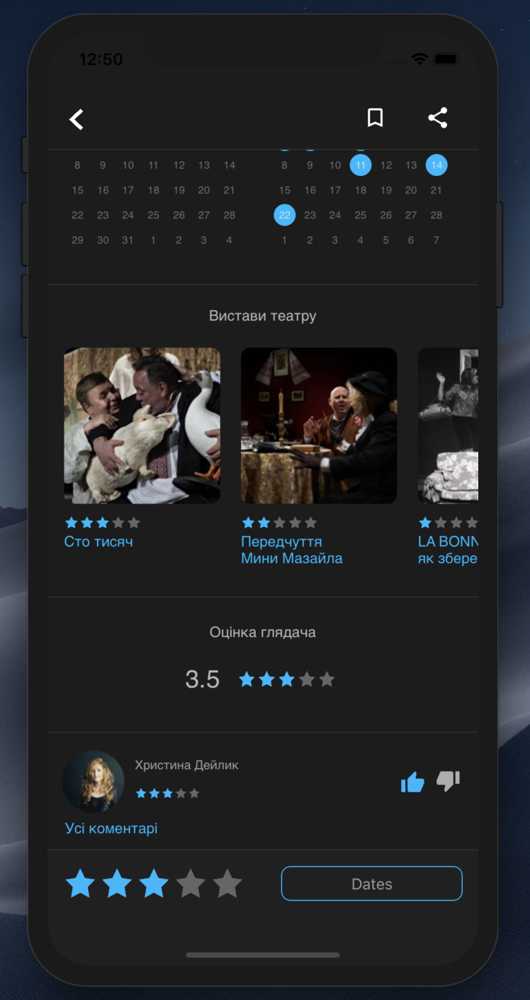 12:50
8 9 10 11 12 13 14 8 9 10 11 12 13 14
15 16 17 18 19 20 21 15 16 17 18 19 20 21
22 23 24 25 26 27 28 22 23 24 25 26 27 28
29 30 31 1 2 3 4 1 2 3 4 5 6 7
Вистави театру
Сто тисяч
Передчуття
Мини Мазайла
LA BONN
як збере
Оцінка глядача
3.5
Христина Дейлик
Усі коментарі
Dates